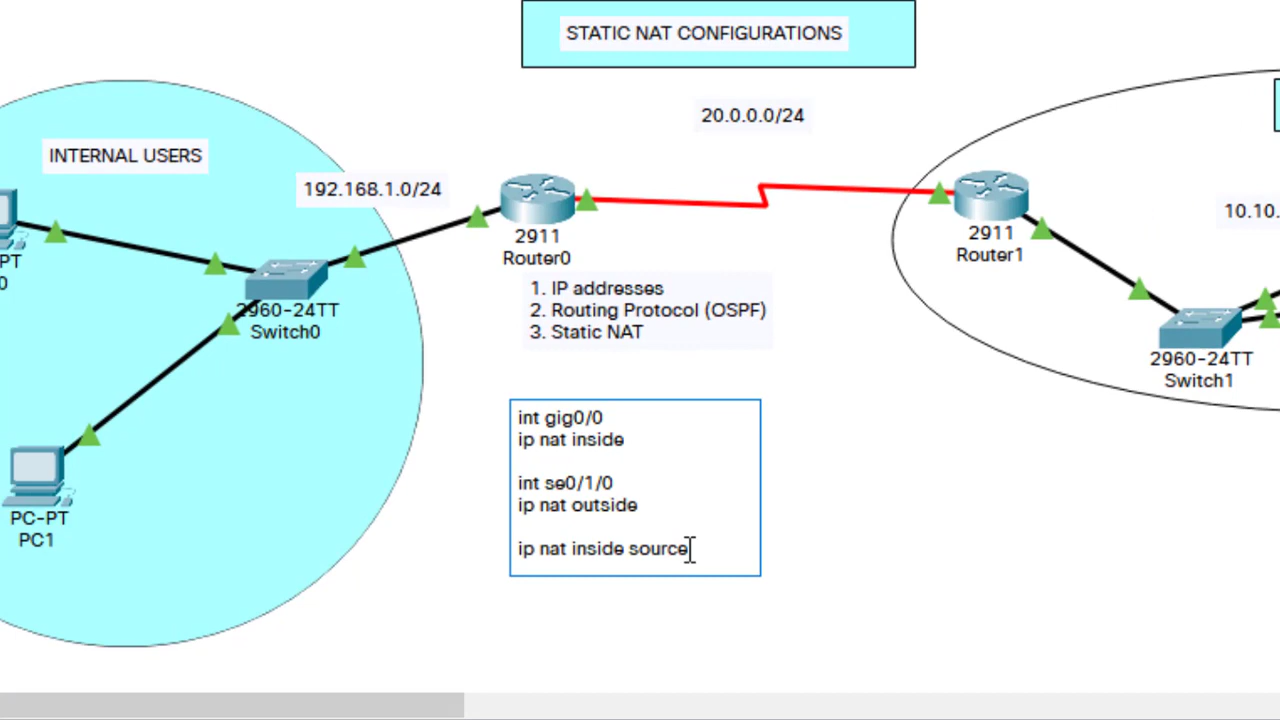 STATIC NAT CONFIGURATIONS
20.0.0.0/24
INTERNAL USERS
192.168.1.0/24
10.10.
2911
Router0
2911
Router1
PT
0
2960-24TT
Switch0
1. IP addresses
2. Routing Protocol (OSPF)
3. Static NAT
2960-24TT
Switch1
int gig0/0
ip nat inside
int se0/1/0
ip nat outside
ip nat inside source
PC-PT
PC1